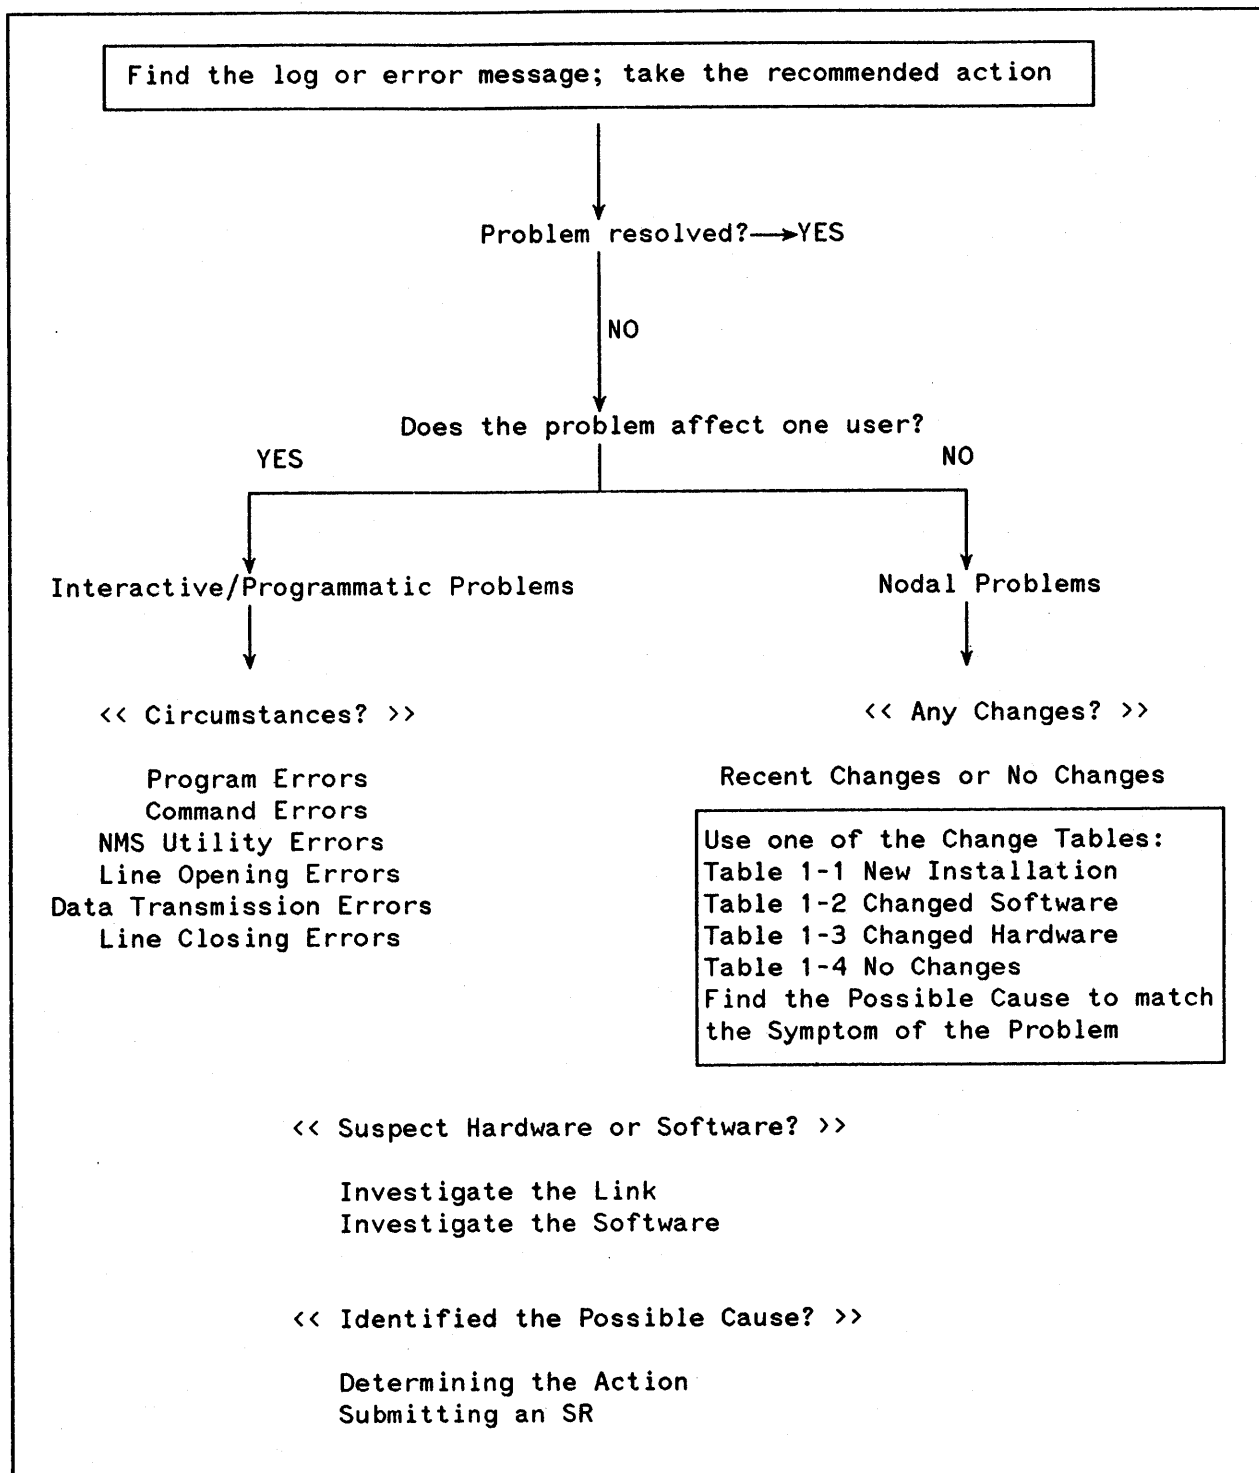 Find the log or error message; take the recommended action
Problem resolved? YES
NO
Does the problem affect one user?
YES
NO
Interactive/Programmatic Problems
Nodal Problems
<< Circumstances? >>
Program Errors
Command Errors
NMS Utility Errors
Line Opening Errors
Data Transmission Errors
Line Closing Errors
<< Any Changes? >>
Recent Changes or No Changes
Use one of the Change Tables:
Table 1-1 New Installation
Table 1-2 Changed Software
Table 1-3 Changed Hardware
Table 1-4 No Changes
Find the Possible Cause to match
the Symptom of the Problem
<< Suspect Hardware or Software? >>
Investigate the Link
Investigate the Software
<< Identified the Possible Cause? >>
Determining the Action
Submitting an SR